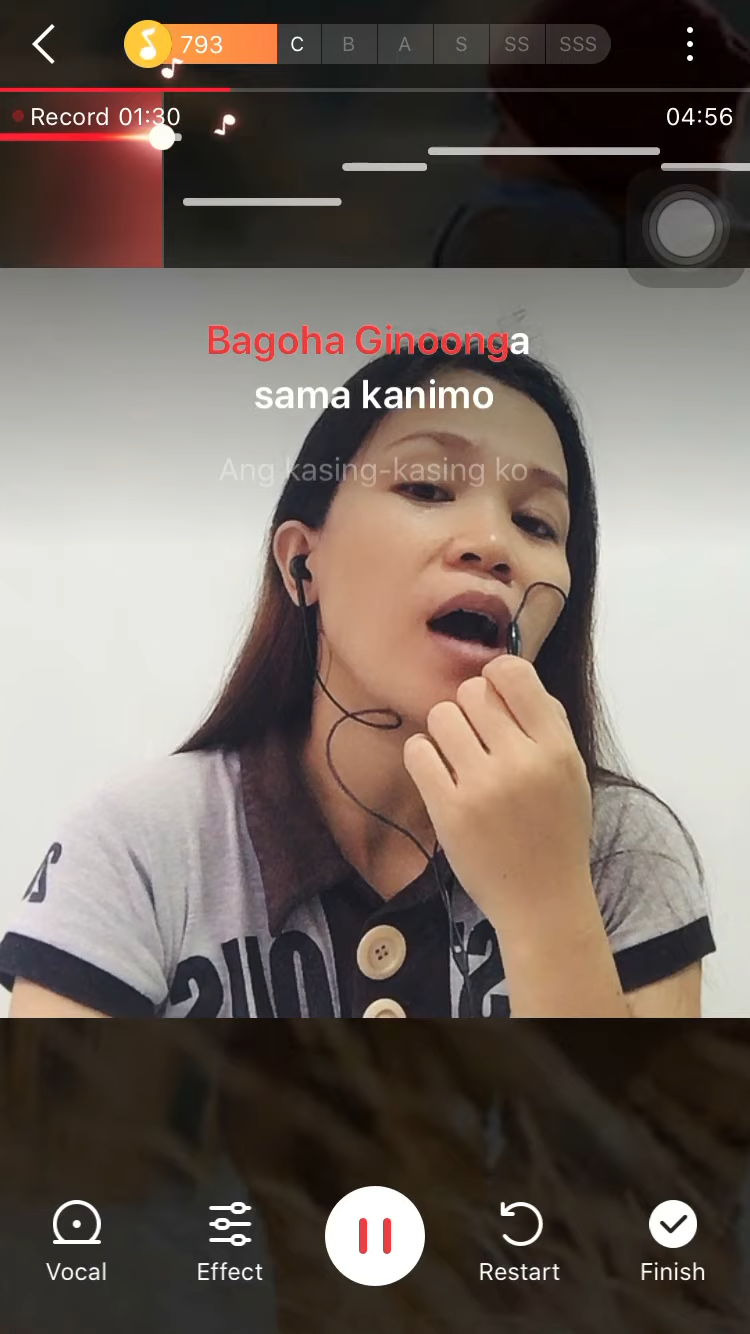 793 C B A S SS SSS
Record 01:30 04:56
Bagoha Ginoonga
sama kanimo
Ang kasing-kasing ko
Vocal Effect Restart Finish